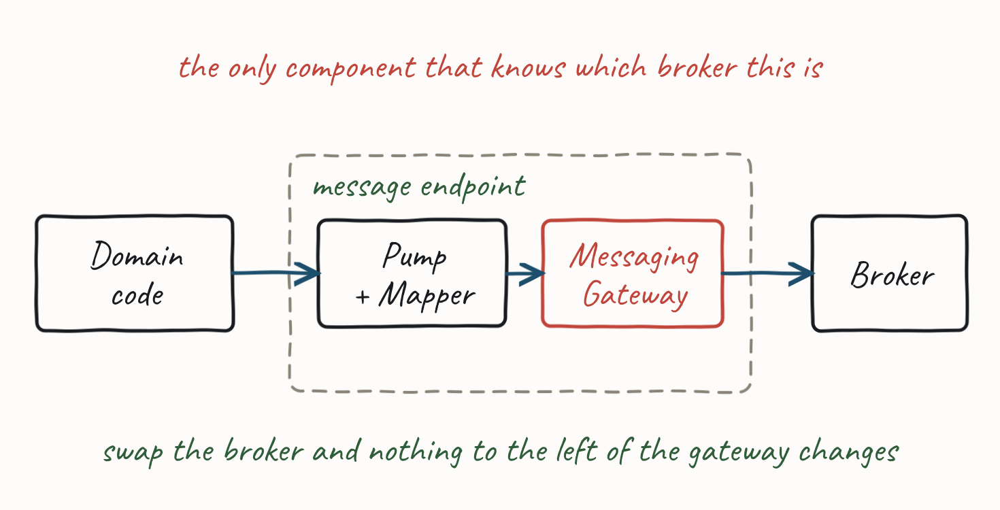 the only component that knows which broker this is
message endpoint
Domain
code
Pump
+ Mapper
Messaging
Gateway
Broker
swap the broker and nothing to the left of the gateway changes